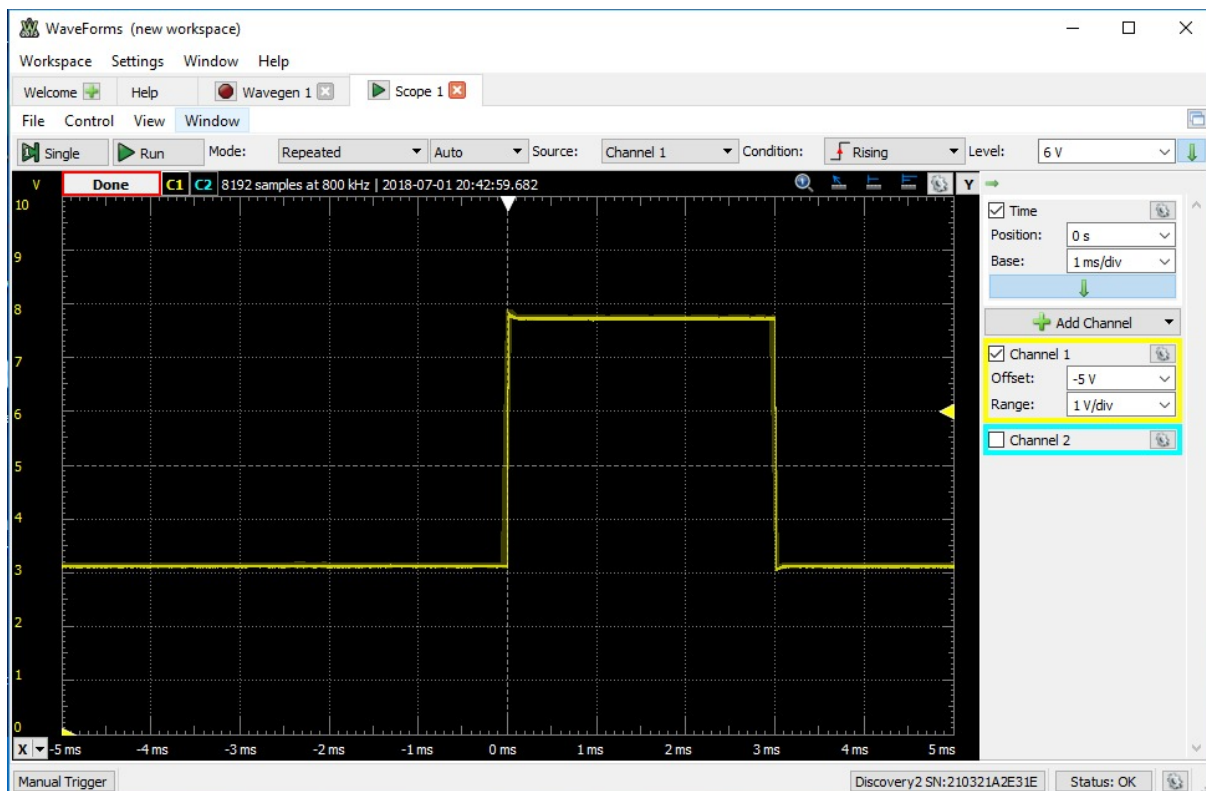 WaveForms (new workspace)
Workspace Settings Window Help
Welcome Help Wavegen 1 Scope 1
File Control View Window
Single Run Mode: Repeated Auto Source: Channel 1 Condition: Rising Level: 6 V
V Done C1 C2 8192 samples at 800 kHz | 2018-07-01 20:42:59.682 Y
10
9
8
7
6
5
4
3
2
1
0
X -5 ms -4 ms -3 ms -2 ms -1 ms 0 ms 1 ms 2 ms 3 ms 4 ms 5 ms
Time
Position: 0 s
Base: 1 ms/div
Add Channel
Channel 1
Offset: -5 V
Range: 1 V/div
Channel 2
Manual Trigger Discovery2 SN:210321A2E31E Status: OK